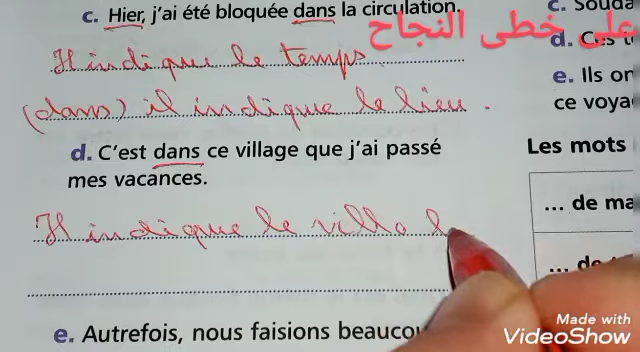 c. Hier, j'ai été bloquée dans la circulation.
Il indique le temps
(dans) il indique le lieu.
d. C'est dans ce village que j'ai passé
mes vacances.
Il indique le villa l
e. Autrefois, nous faisions beaucou
على خطى النجاح
c. Souda
d. Ces t
e. Ils on
ce voya
Les mots
... de ma
... de
Made with
VideoShow